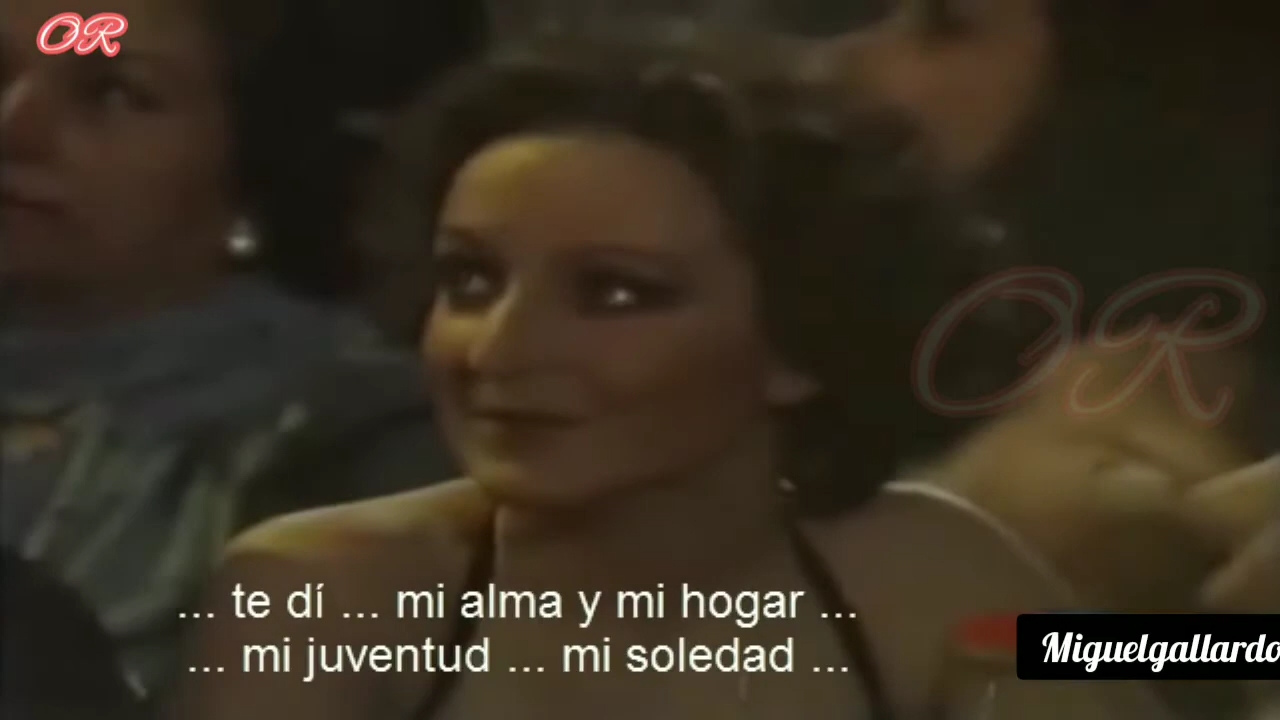 OR
OR
... te dí ... mi alma y mi hogar ...
... mi juventud ... mi soledad ...
Miguelgallardo